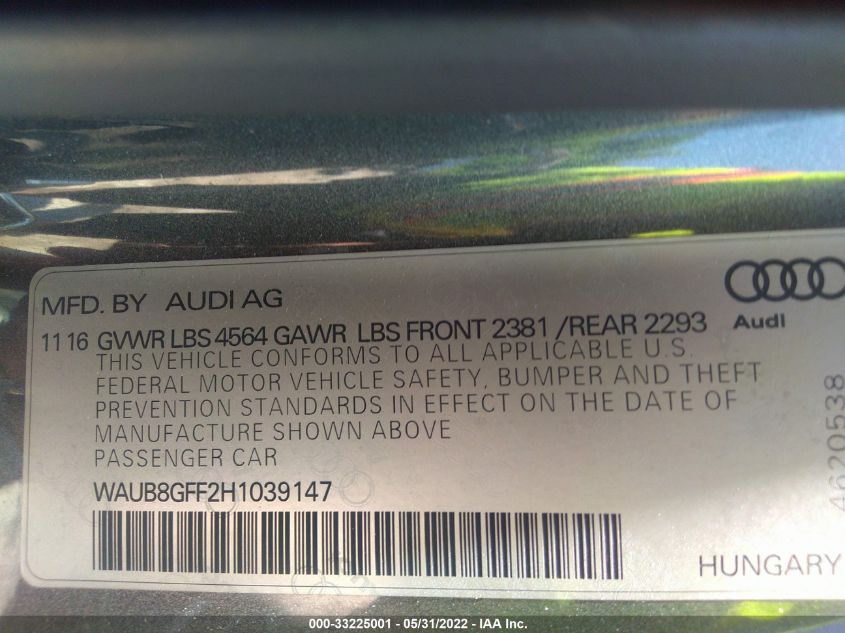 MFD. BY AUDI AG
Audi
11 16 GVWR LBS 4564 GAWR LBS FRONT 2381 /REAR 2293
THIS VEHICLE CONFORMS TO ALL APPLICABLE U.S.
FEDERAL MOTOR VEHICLE SAFETY, BUMPER AND THEFT
PREVENTION STANDARDS IN EFFECT ON THE DATE OF
MANUFACTURE SHOWN ABOVE
PASSENGER CAR
WAUB8GFF2H1039147
4620538
HUNGARY
000-33225001 - 05/31/2022 - IAA Inc.